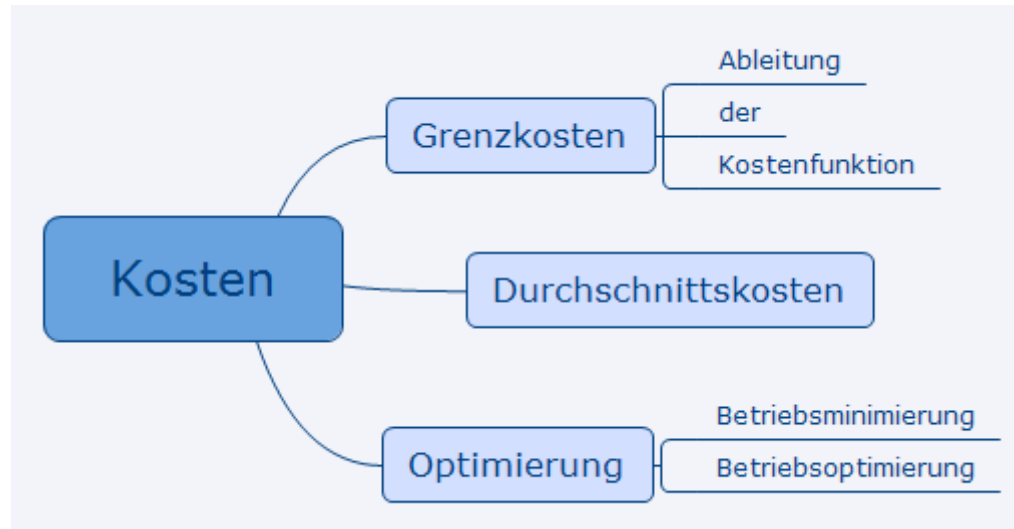 Kosten
Grenzkosten
Ableitung
der
Kostenfunktion
Durchschnittskosten
Optimierung
Betriebsminimierung
Betriebsoptimierung